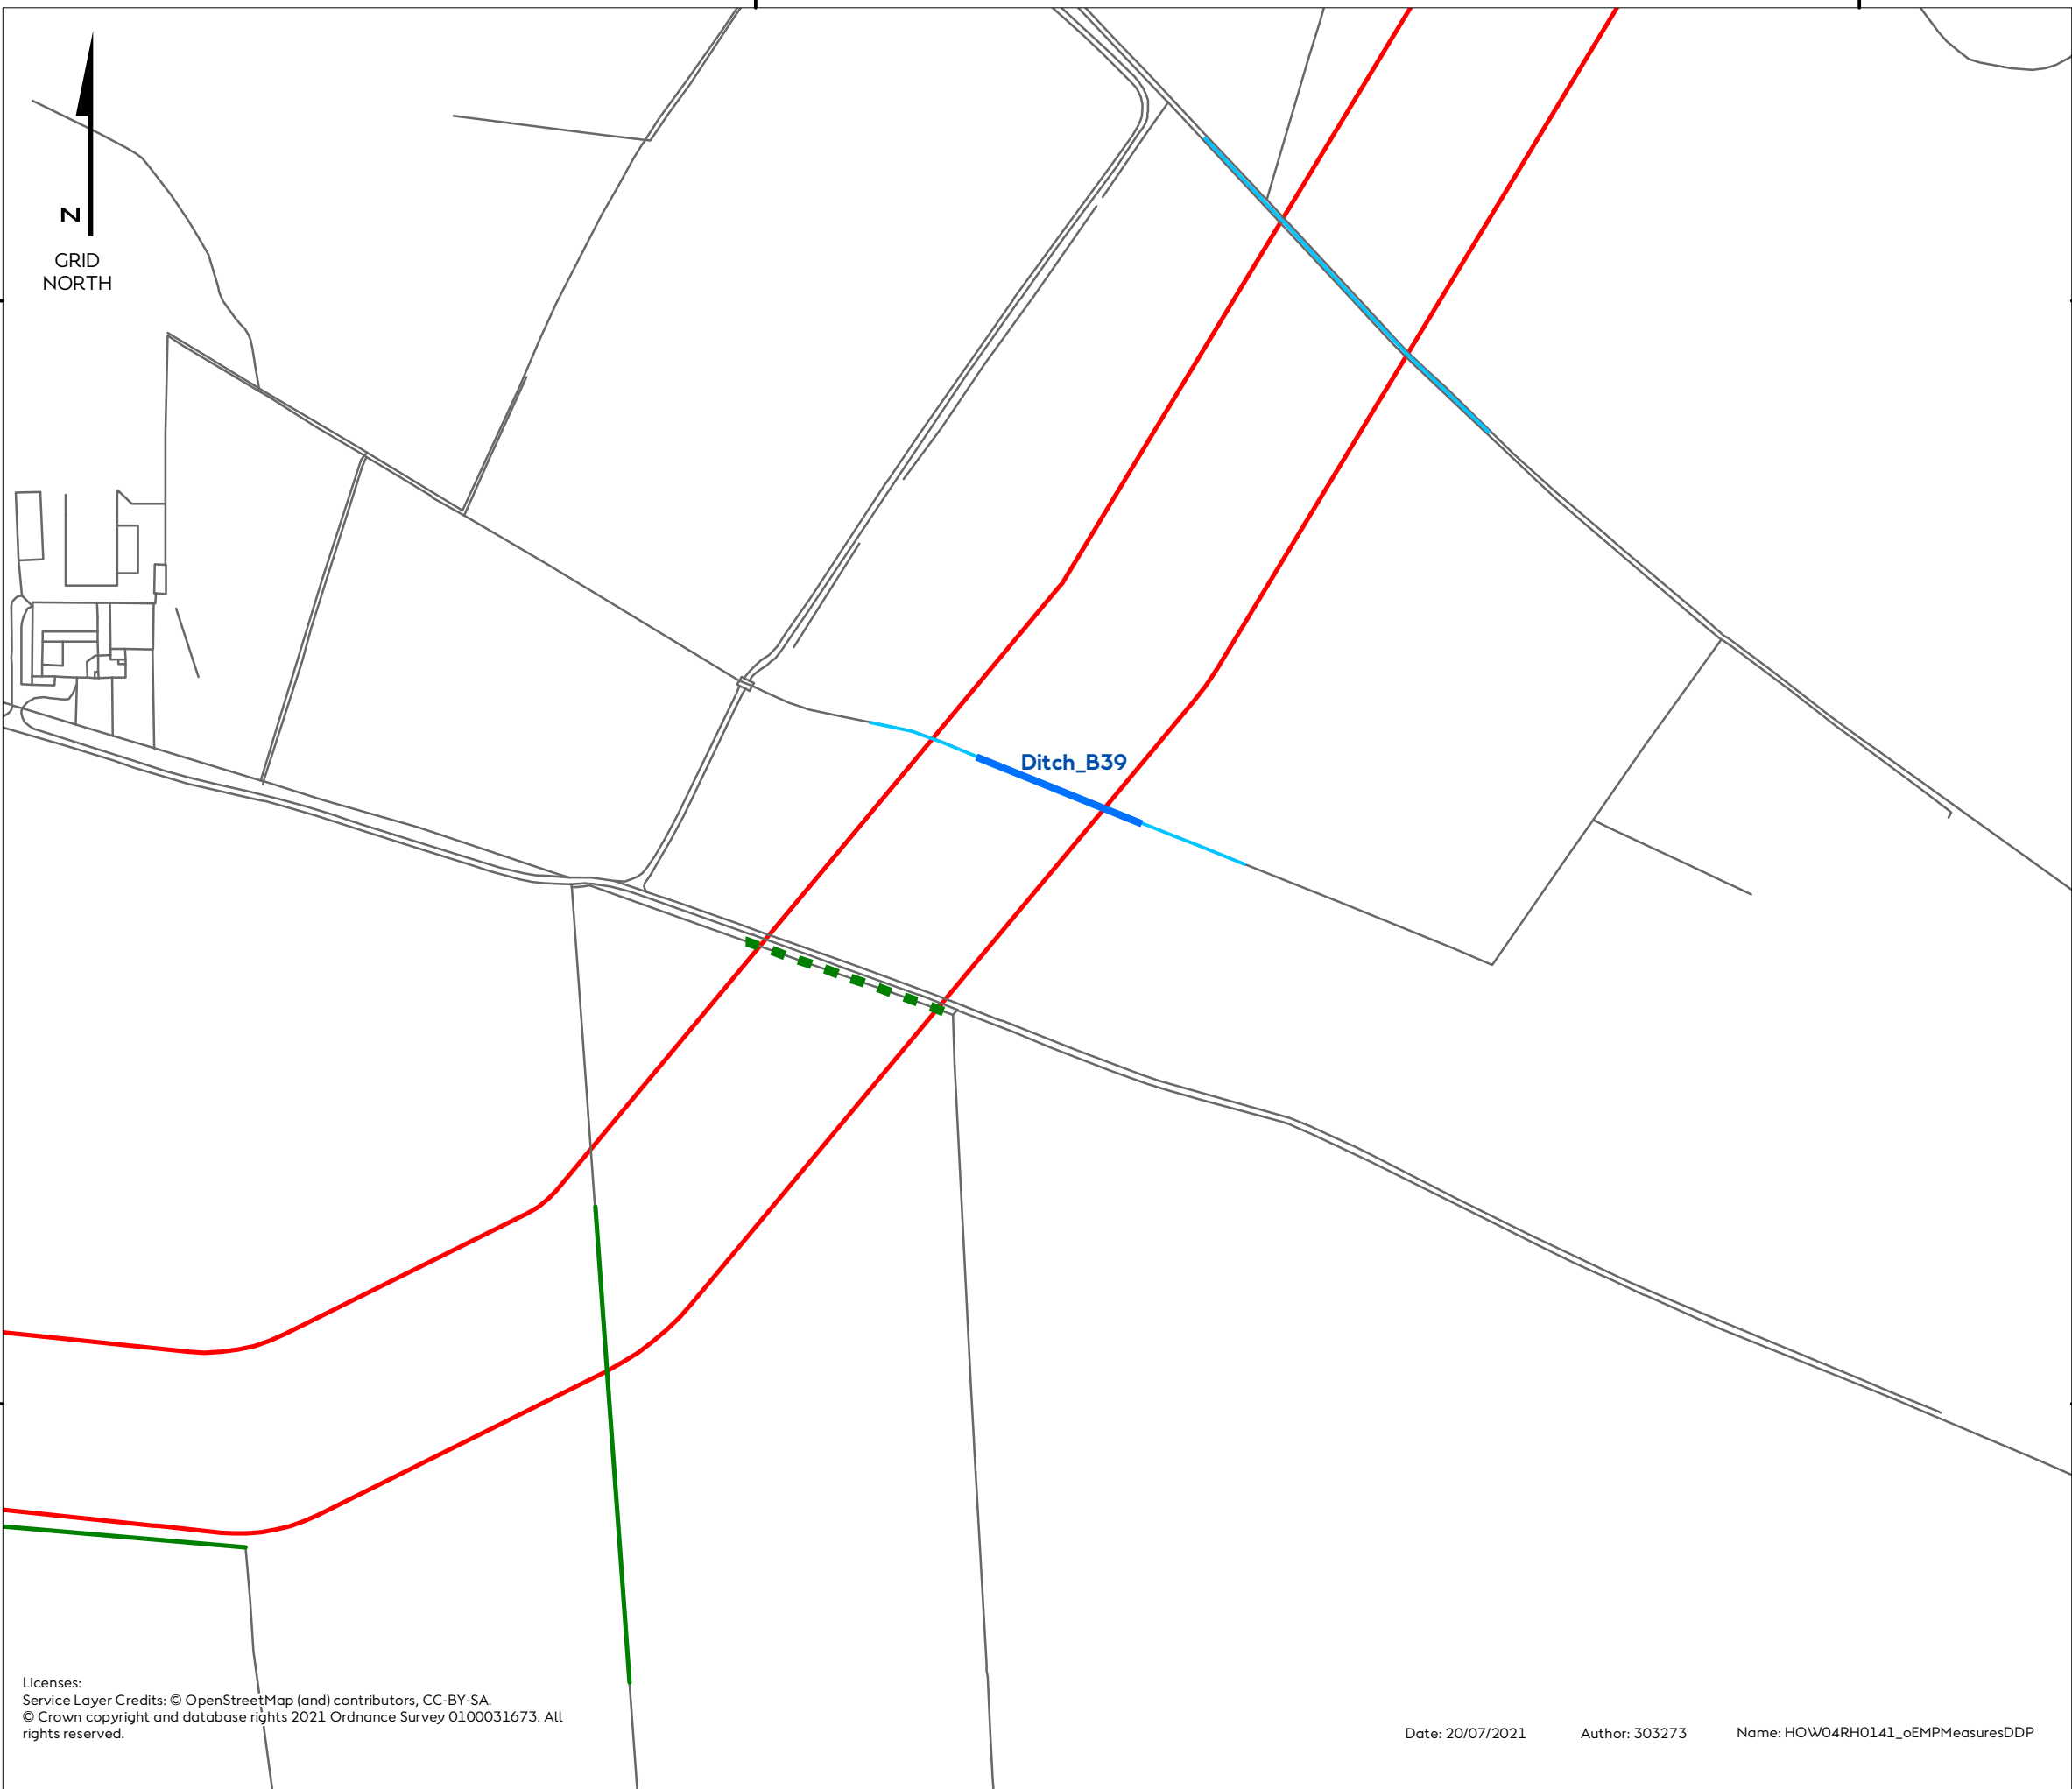 N
GRID
NORTH
Ditch_B39
Licenses:
Service Layer Credits: © OpenStreetMap (and) contributors, CC-BY-SA.
© Crown copyright and database rights 2021 Ordnance Survey 0100031673. All
rights reserved.
Date: 20/07/2021 Author: 303273 Name: HOW04RH0141_oEMPMeasuresDDP